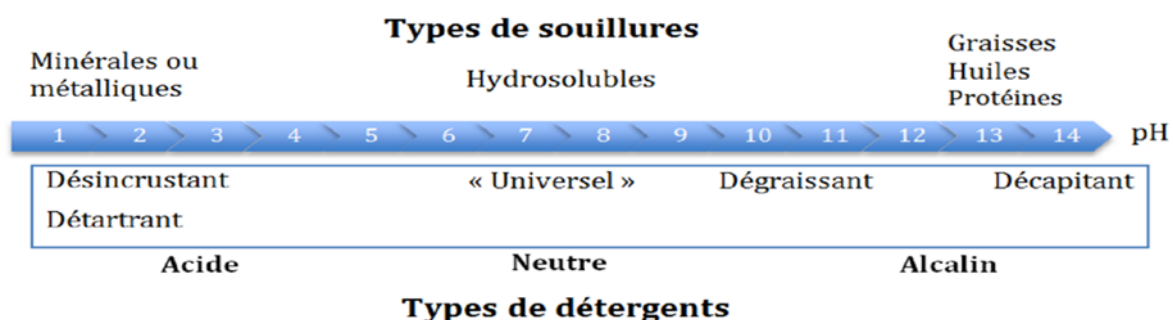 Types de souillures
Minérales ou
métalliques
Hydrosolubles
Graisses
Huiles
Protéines
1 2 3 4 5 6 7 8 9 10 11 12 13 14 pH
Désincrustant « Universel » Dégraissant Décapitant
Détartrant
Acide Neutre Alcalin
Types de détergents